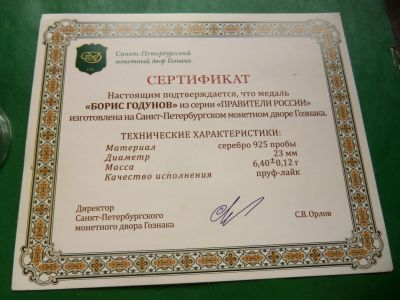 Санкт-Петербургский
монетный двор Гознака
СЕРТИФИКАТ
Настоящим подтверждается, что медаль
«БОРИС ГОДУНОВ» из серии «ПРАВИТЕЛИ РОССИИ»
изготовлена на Санкт-Петербургском монетном дворе Гознака.
ТЕХНИЧЕСКИЕ ХАРАКТЕРИСТИКИ:
Материал серебро 925 пробы
Диаметр 23 мм
Масса 6,40±0,12 г
Качество исполнения пруф-лайк
Директор
Санкт-Петербургского
монетного двора Гознака С.В. Орлов